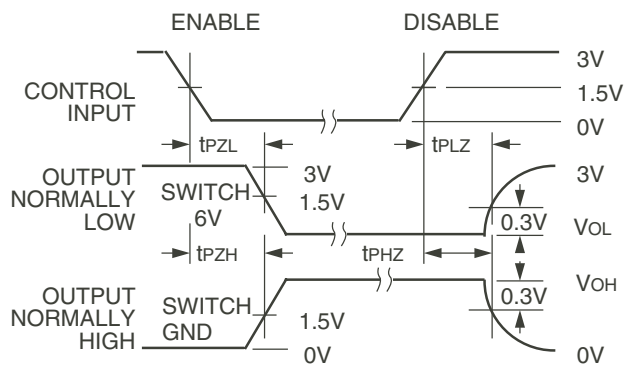 ENABLE DISABLE
3V
CONTROL
INPUT
1.5V
0V
tPZL tPLZ
OUTPUT
NORMALLY
LOW
SWITCH
6V
3V
1.5V
3V
0.3V
VOL
tPZH tPHZ
VOH
0.3V
OUTPUT
NORMALLY
HIGH
SWITCH
GND
1.5V
0V
0V